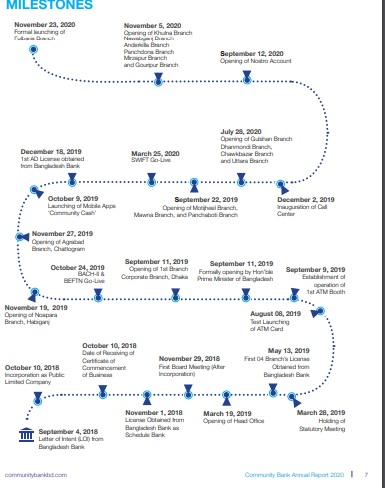 MILESTONES
November 23, 2020
Formal launching of
Branch
November 5, 2020
Opening of Khulna Branch
Branch
Anderkilla Branch
Panchdona Branch
Mirzapur Branch
and Gouripur Branch
September 12, 2020
Opening of Nostro Account
July 28, 2020
Opening of Gulshan Branch
Dhanmondi Branch,
Chawkbazar Branch
and Uttara Branch
December 18, 2019
1st AD License obtained
from Bangladesh Bank
March 25, 2020
SWIFT Go-Live
October 9, 2019
Launching of Mobile Apps
'Community Cash'
September 22, 2019
Opening of Motijheel Branch,
Mawna Branch, and Panchaboti Branch
December 2, 2019
Inauguration of Call
Center
November 27, 2019
Opening of Agrabad
Branch, Chattogram
October 24, 2019
BACH-II &
BEFTN Go-Live
September 11, 2019
Opening of 1st Branch
Corporate Branch, Dhaka
September 11, 2019
Formally opening by Hon'ble
Prime Minister of Bangladesh
September 9, 2019
Establishment of
operation of
1st ATM Booth
November 19, 2019
Opening of Noapara
Branch, Habiganj
August 08, 2019
Test Launching
of ATM Card
October 10, 2018
Incorporation as Public
Limited Company
October 10, 2018
Date of Receiving of
Certificate of
Commencement
of Business
November 29, 2018
First Board Meeting (After
Incorporation)
May 13, 2019
First 04 Branch's License
Obtained from
Bangladesh Bank
September 4, 2018
Letter of Intent (LOI) from
Bangladesh Bank
November 1, 2018
License Obtained from
Bangladesh Bank as
Schedule Bank
March 19, 2019
Opening of Head Office
March 28, 2019
Holding of
Statutory Meeting
communitybankbd.com
Community Bank Annual Report 2020 | 7